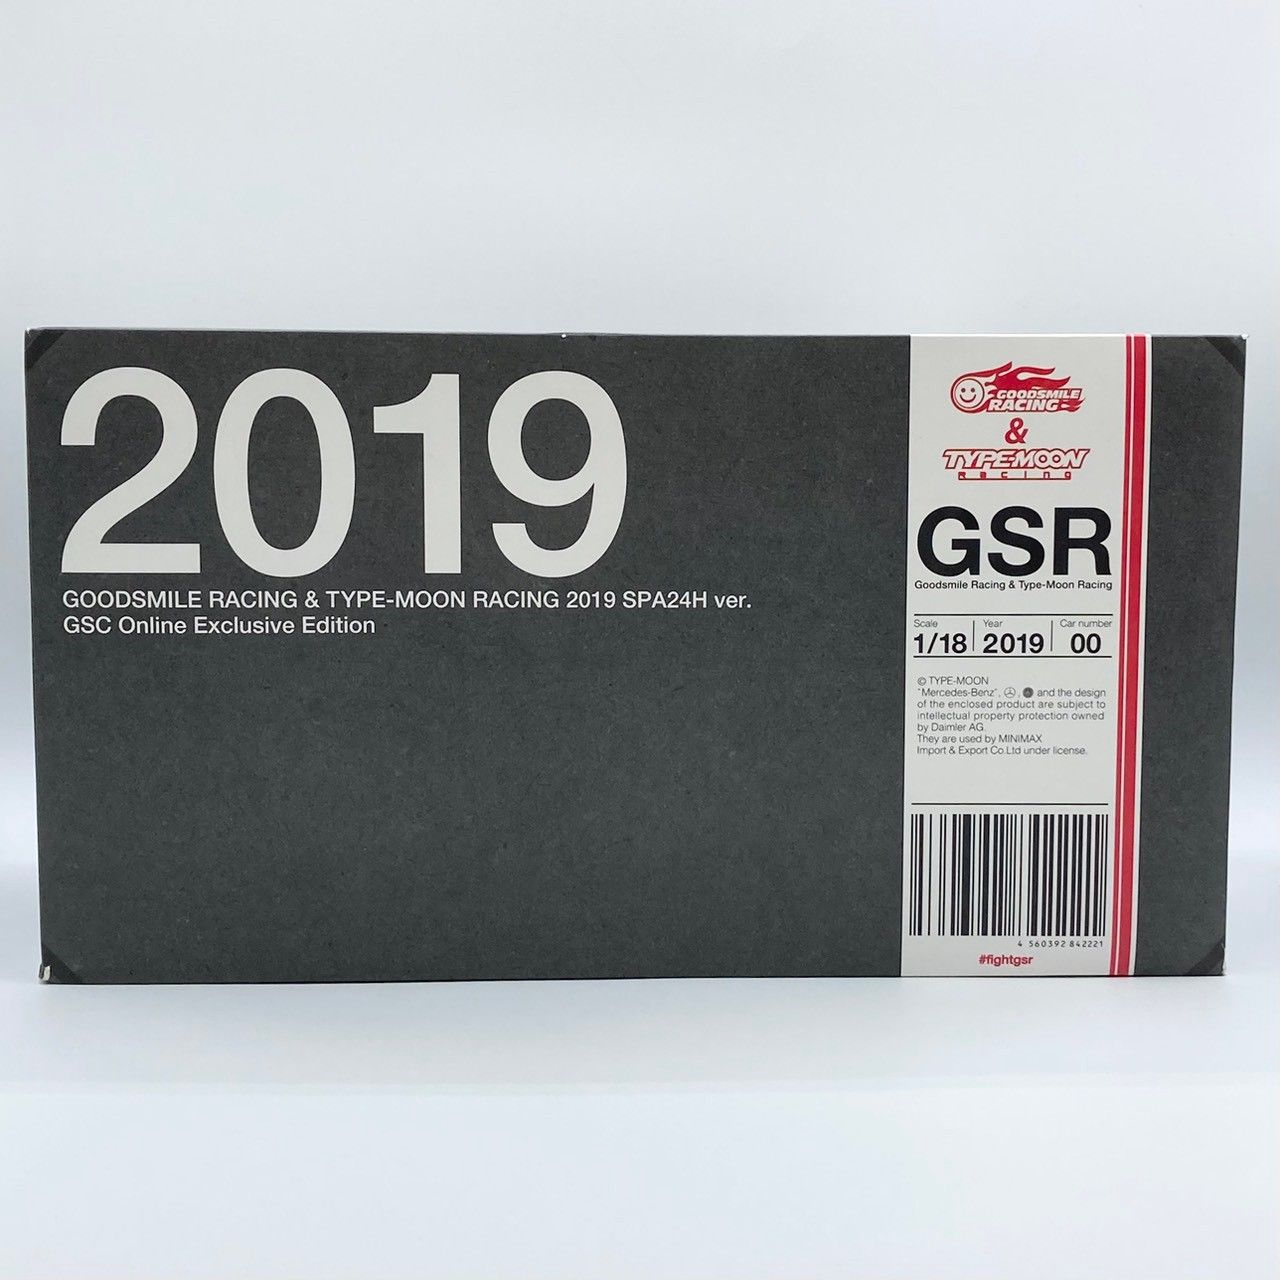 2019
GOODSMILE RACING & TYPE-MOON RACING 2019 SPA24H ver.
GSC Online Exclusive Edition
GOODSMILE
RACING
&
TYPE-MOON
Racing
GSR
Goodsmile Racing & Type-Moon Racing
Scale Year Car number
1/18 2019 00
© TYPE-MOON
"Mercedes-Benz", , and the design
of the enclosed product are subject to
intellectual property protection owned
by Daimler AG.
They are used by MINIMAX
Import & Export Co.Ltd under license.
4 560392 842221
#fightgsr